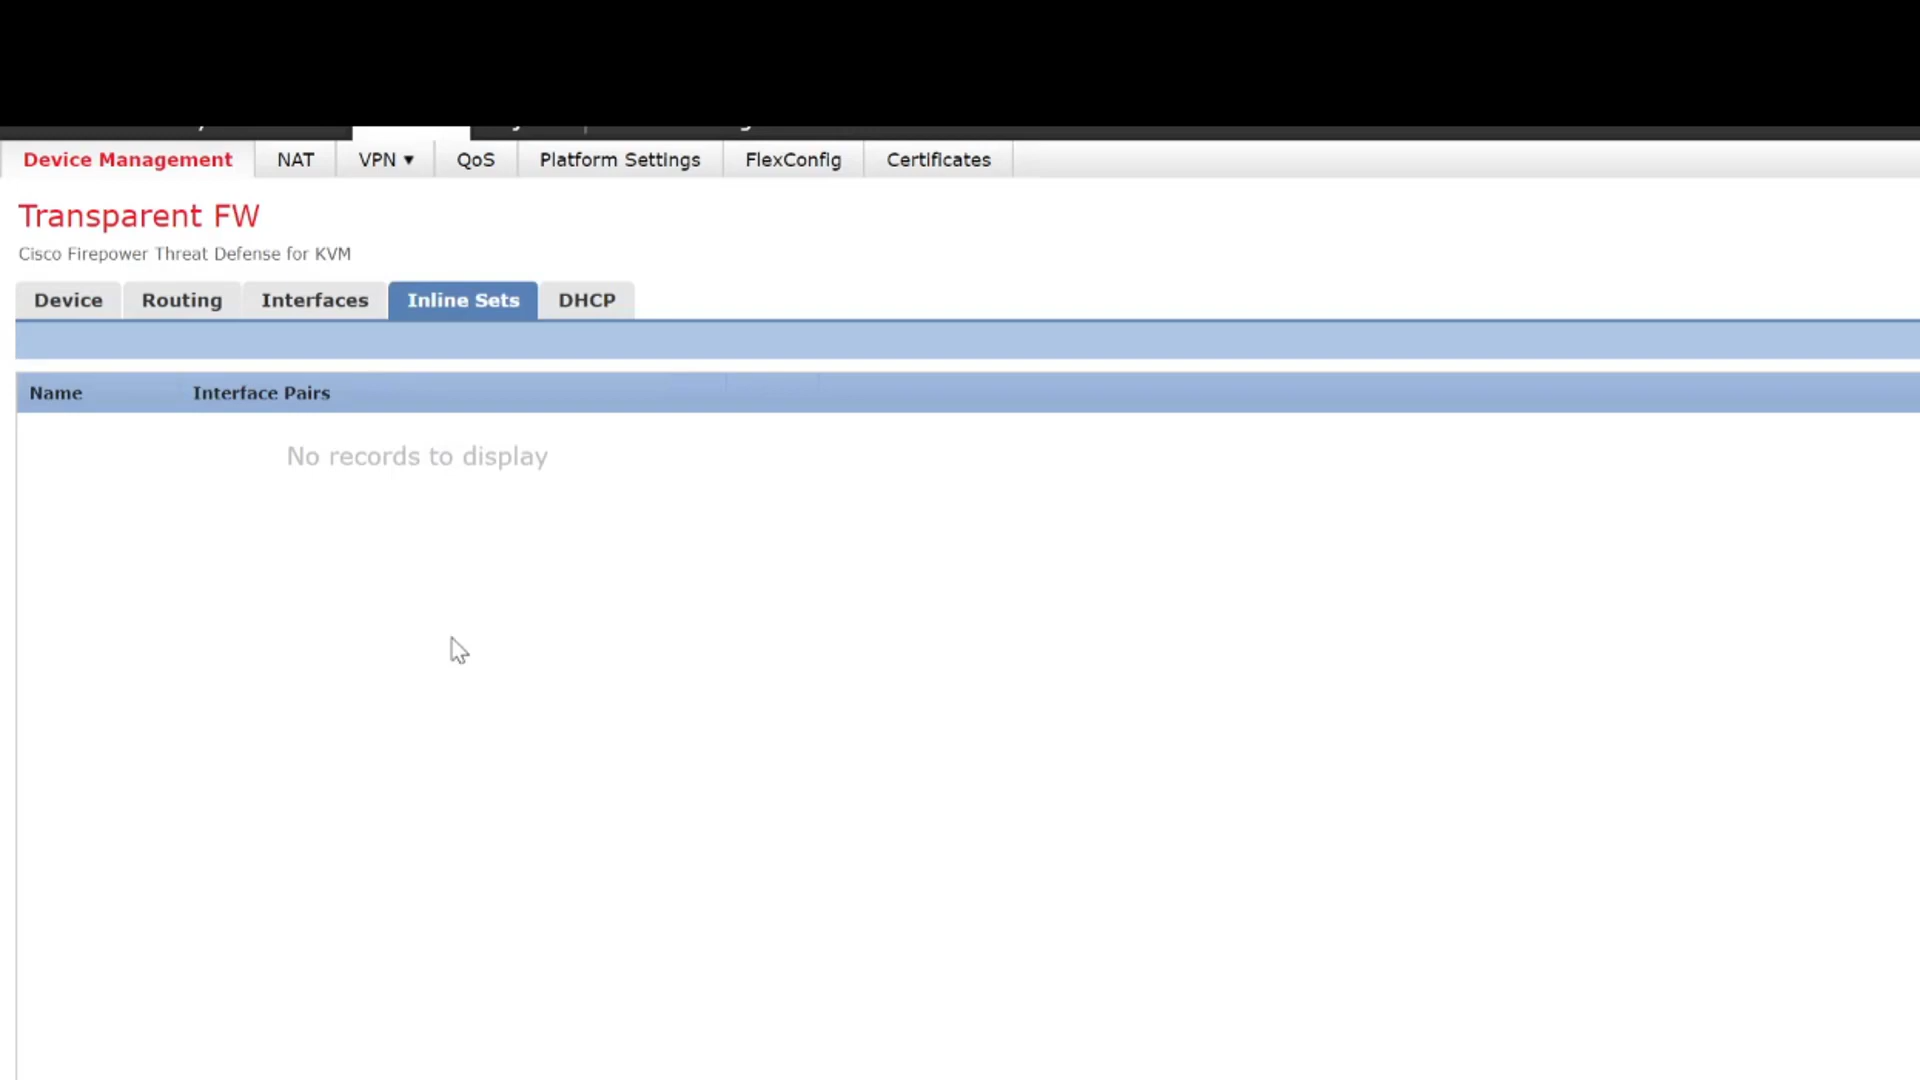 Device Management NAT VPN ▾ QoS Platform Settings FlexConfig Certificates
Transparent FW
Cisco Firepower Threat Defense for KVM
Device Routing Interfaces Inline Sets DHCP
Name Interface Pairs
No records to display